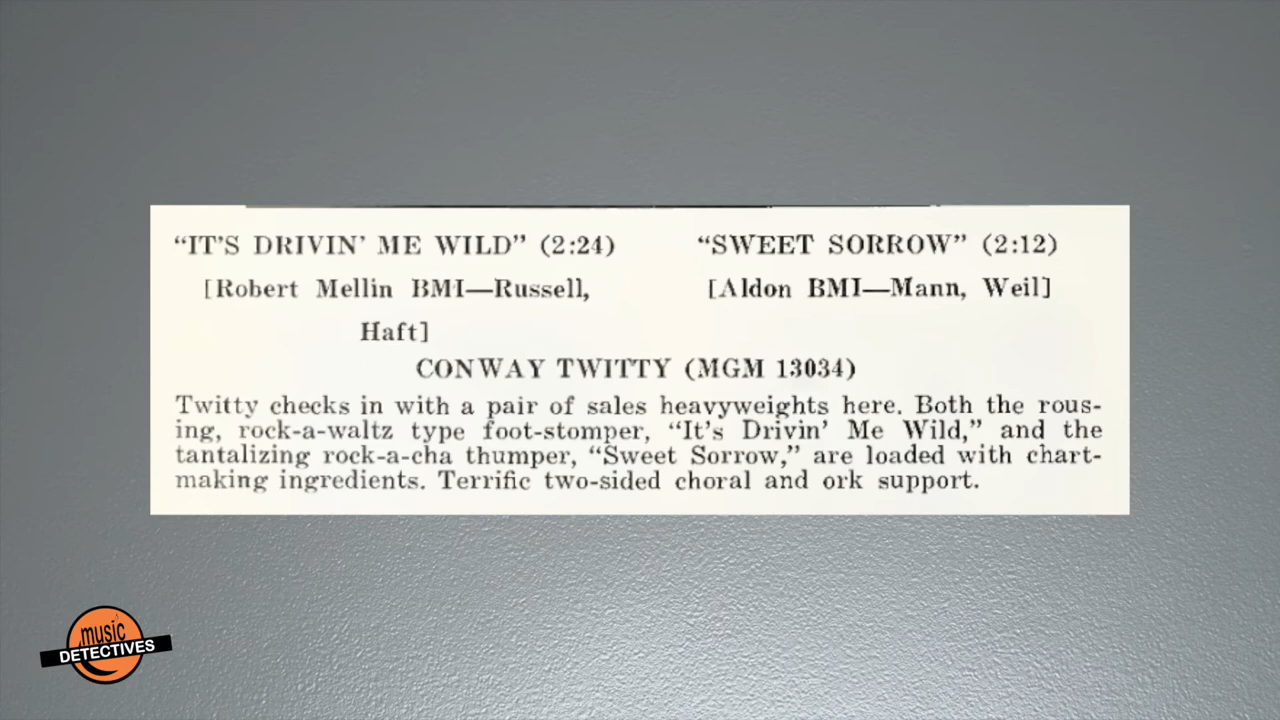 “IT’S DRIVIN’ ME WILD” (2:24)
[Robert Mellin BMI—Russell,
Haft]
“SWEET SORROW” (2:12)
[Aldon BMI—Mann, Weil]
CONWAY TWITTY (MGM 13034)
Twitty checks in with a pair of sales heavyweights here. Both the rous-
ing, rock-a-waltz type foot-stomper, “It’s Drivin’ Me Wild,” and the
tantalizing rock-a-cha thumper, “Sweet Sorrow,” are loaded with chart-
making ingredients. Terrific two-sided choral and ork support.
music
DETECTIVES